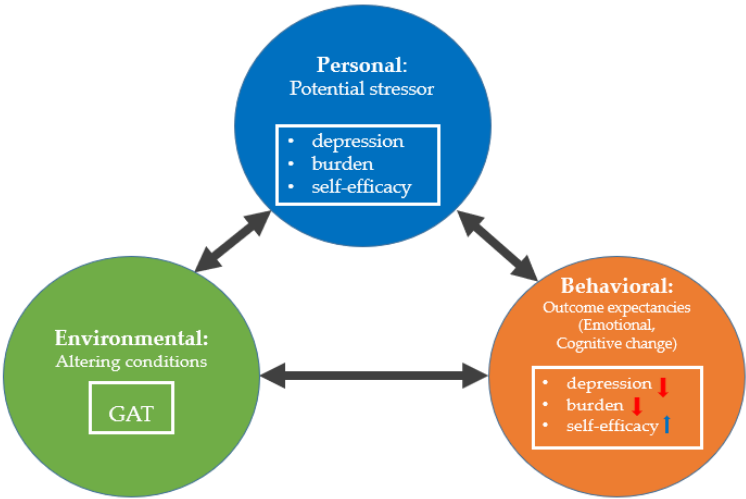 Personal:
Potential stressor
• depression
• burden
• self-efficacy
Environmental:
Altering conditions
GAT
Behavioral:
Outcome expectancies
(Emotional,
Cognitive change)
• depression
• burden
• self-efficacy